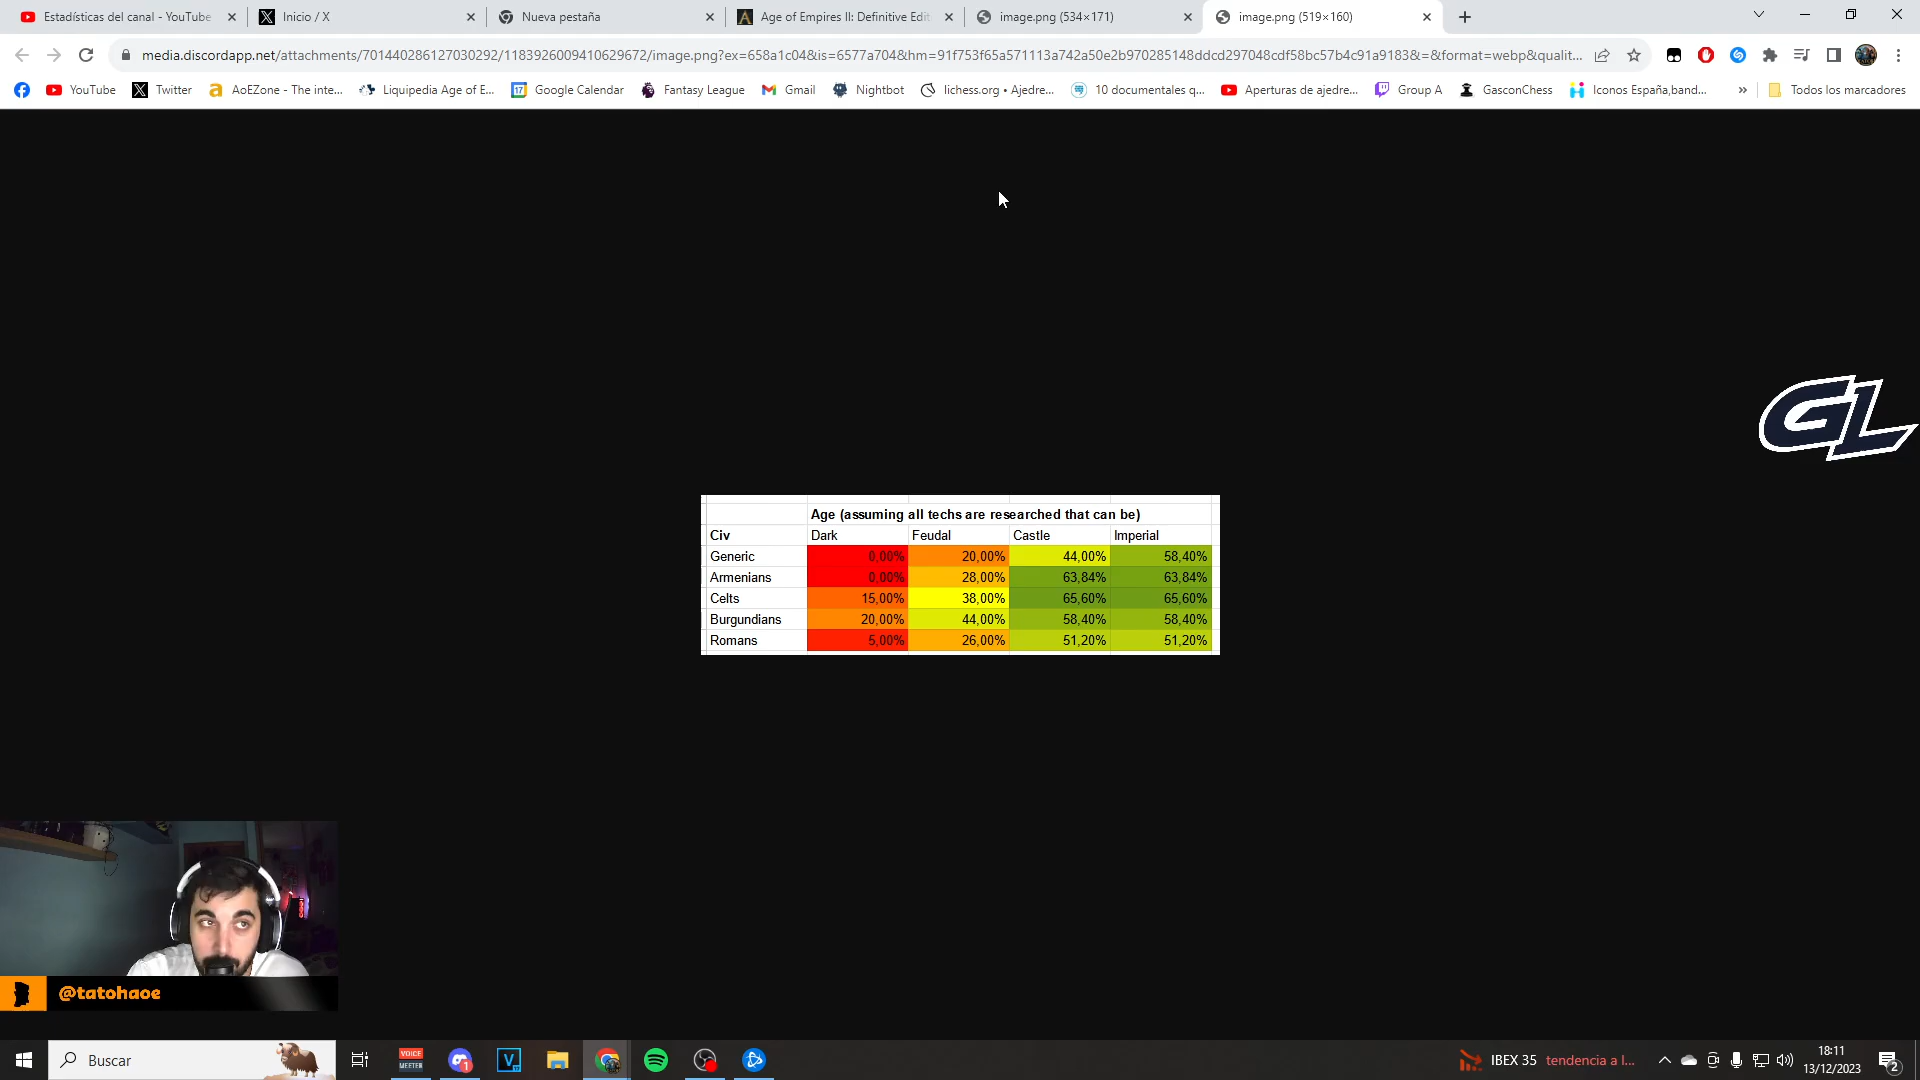 Estadísticas del canal - YouTube
Inicio / X
Nueva pestaña
Age of Empires II: Definitive Edit
image.png (534×171)
image.png (519×160)
media.discordapp.net/attachments/701440286127030292/1183926009410629672/image.png?ex=658a1c04&is=6577a704&hm=91f753f65a571113a742a50e2b970285148ddcd297048cdf58bc57b4c91a9183&=&format=webp&qualit...
YouTube
Twitter
AoEZone - The inte...
Liquipedia Age of E...
Google Calendar
Fantasy League
Gmail
Nightbot
lichess.org • Ajedre...
10 documentales q...
Aperturas de ajedre...
Group A
GasconChess
Iconos España,band...
»
Todos los marcadores
GL
Age (assuming all techs are researched that can be)
Civ Dark Feudal Castle Imperial
Generic 0,00% 20,00% 44,00% 58,40%
Armenians 0,00% 28,00% 63,84% 63,84%
Celts 15,00% 38,00% 65,60% 65,60%
Burgundians 20,00% 44,00% 58,40% 58,40%
Romans 5,00% 26,00% 51,20% 51,20%
@tatohaoe
Buscar
VOICE
MEETER
1
IBEX 35 tendencia a l...
18:11
13/12/2023
2